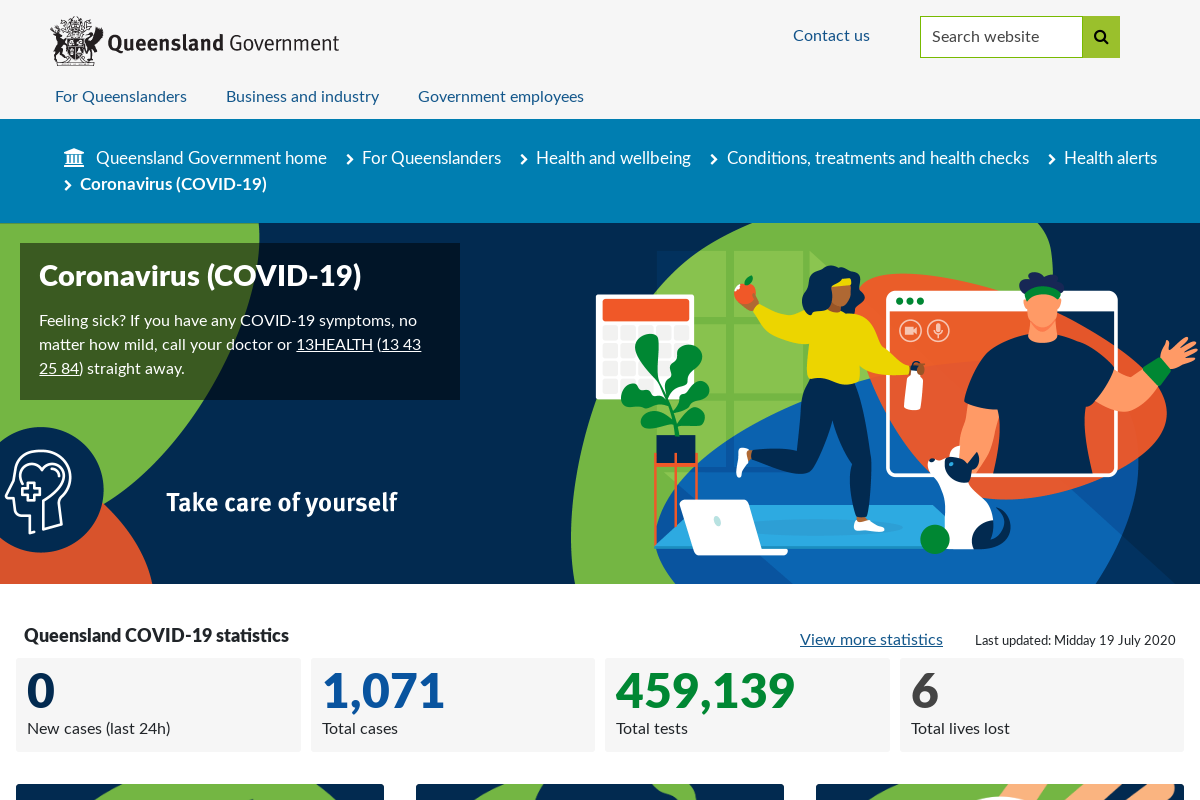 Queensland Government
Contact us
Search website
For Queenslanders
Business and industry
Government employees
Queensland Government home
For Queenslanders
Health and wellbeing
Conditions, treatments and health checks
Health alerts
Coronavirus (COVID-19)
Coronavirus (COVID-19)
Feeling sick? If you have any COVID-19 symptoms, no
matter how mild, call your doctor or 13HEALTH (13 43
25 84) straight away.
Take care of yourself
Queensland COVID-19 statistics
View more statistics
Last updated: Midday 19 July 2020
0
New cases (last 24h)
1,071
Total cases
459,139
Total tests
6
Total lives lost